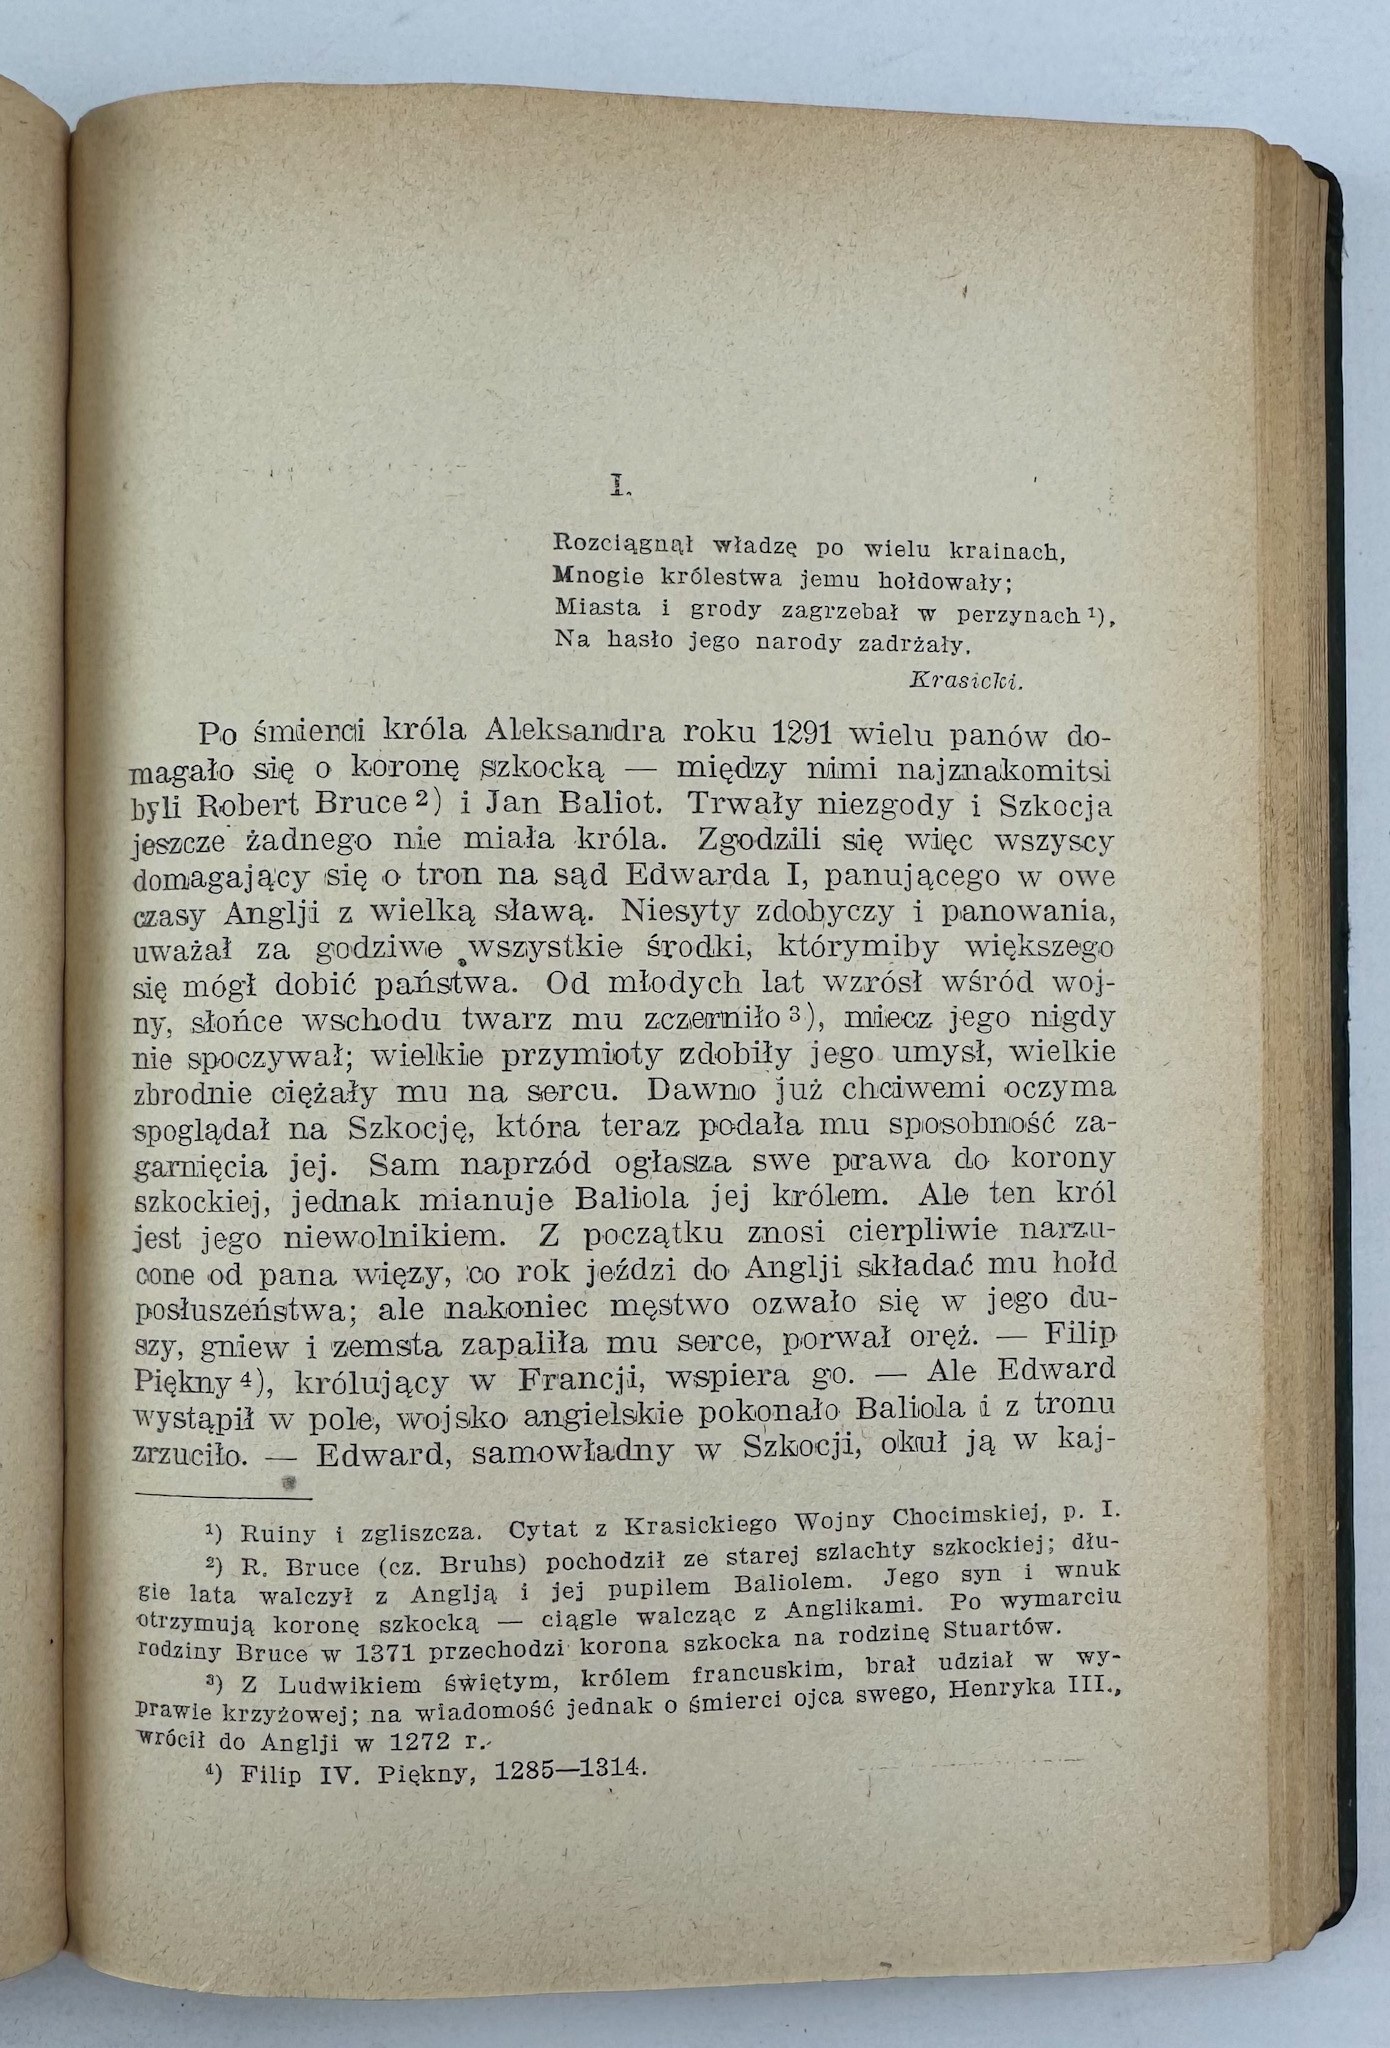 I.
Rozciągnął władzę po wielu krainach,
Mnogie królestwa jemu hołdowały;
Miasta i grody zagrzebał w perzynach ¹),
Na hasło jego narody zadrżały.
Krasicki.
Po śmierci króla Aleksandra roku 1291 wielu panów do-
magało się o koronę szkocką — między nimi najznakomitsi
byli Robert Bruce ²) i Jan Baliot. Trwały niezgody i Szkocja
jeszcze żadnego nie miała króla. Zgodzili się więc wszyscy
domagający się o tron na sąd Edwarda I, panującego w owe
czasy Anglji z wielką sławą. Niesyty zdobyczy i panowania,
uważał za godziwe wszystkie środki, którymiby większego
się mógł dobić państwa. Od młodych lat wzrósł wśród woj-
ny, słońce wschodu twarz mu zczerniło ³), miecz jego nigdy
nie spoczywał; wielkie przymioty zdobiły jego umysł, wielkie
zbrodnie ciężały mu na sercu. Dawno już chciwemi oczyma
spoglądał na Szkocję, która teraz podała mu sposobność za-
garnięcia jej. Sam naprzód ogłasza swe prawa do korony
szkockiej, jednak mianuje Baliola jej królem. Ale ten król
jest jego niewolnikiem. Z początku znosi cierpliwie narzu-
cone od pana więzy, co rok jeździ do Anglji składać mu hołd
posłuszeństwa; ale nakoniec męstwo ozwało się w jego du-
szy, gniew i zemsta zapaliła mu serce, porwał oręż. — Filip
Piękny ⁴), królujący w Francji, wspiera go. — Ale Edward
wystąpił w pole, wojsko angielskie pokonało Baliola i z tronu
zrzuciło. — Edward, samowładny w Szkocji, okuł ją w kaj-
¹) Ruiny i zgliszcza. Cytat z Krasickiego Wojny Chocimskiej, p. I.
²) R. Bruce (cz. Bruhs) pochodził ze starej szlachty szkockiej; dłu-
gie lata walczył z Anglją i jej pupilem Baliolem. Jego syn i wnuk
otrzymują koronę szkocką — ciągle walcząc z Anglikami. Po wymarciu
rodziny Bruce w 1371 przechodzi korona szkocka na rodzinę Stuartów.
³) Z Ludwikiem świętym, królem francuskim, brał udział w wy-
prawie krzyżowej; na wiadomość jednak o śmierci ojca swego, Henryka III.,
wrócił do Anglji w 1272 r.
⁴) Filip IV. Piękny, 1285—1314.